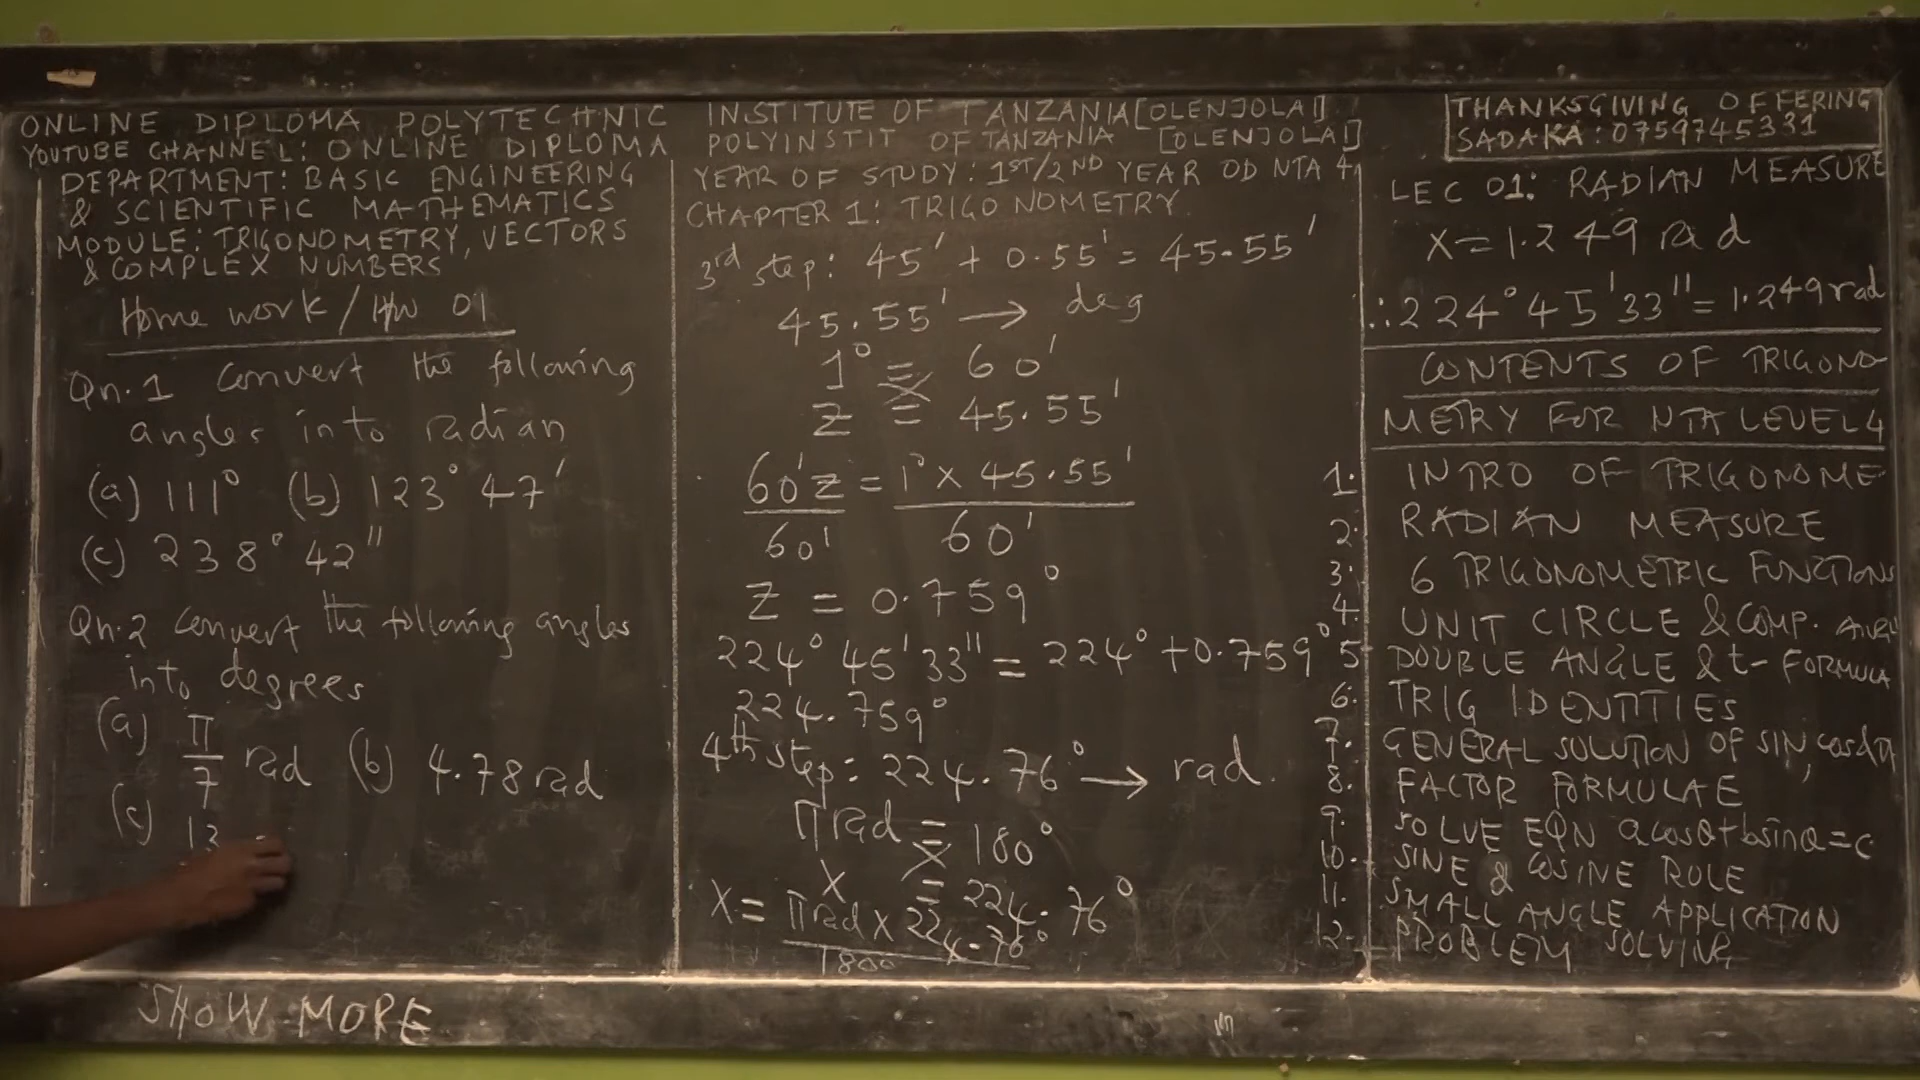 ONLINE DIPLOMA POLYTECHNIC INSTITUTE OF TANZANIA [OLENJOLAI]
YOUTUBE CHANNEL: ONLINE DIPLOMA POLYINSTIT OF TANZANIA [OLENJOLAI]
DEPARTMENT: BASIC ENGINEERING
& SCIENTIFIC MATHEMATICS
MODULE: TRIGONOMETRY, VECTORS
& COMPLEX NUMBERS
Home work / HW 01
Qn.1 Convert the following
angles into radian
(a) 111° (b) 123° 47'
(c) 238° 42"
Qn.2 Convert the following angles
into degrees
(a) π/7 rad (b) 4.78 rad
(c) 13
SHOW MORE
YEAR OF STUDY: 1ST/2ND YEAR OD NTA 4
CHAPTER 1: TRIGONOMETRY
3rd step: 45' + 0.55' = 45.55'
45.55' → deg
1° = 60'
Z = 45.55'
60'Z = 1° x 45.55'
60' 60'
Z = 0.759°
224° 45' 33" = 224° + 0.759°
224.759°
4th step: 224.76° → rad.
π rad = 180°
X = 224.76°
X = π rad x 224.76°
180°
THANKSGIVING OFFERING
SADAKA: 0759745331
LEC 01: RADIAN MEASURE
X = 1.249 rad
∴ 224° 45' 33" = 1.249 rad
CONTENTS OF TRIGONO
METRY FOR NTA LEVEL 4
1. INTRO OF TRIGONOME
2. RADIAN MEASURE
3. 6 TRIGONOMETRIC FUNCTIONS
4. UNIT CIRCLE & COMP.
5. DOUBLE ANGLE & t- FORMULA
6. TRIG IDENTITIES
7. GENERAL SOLUTION OF SIN,
8. FACTOR FORMULAE
9. SOLVE EQN acosθ+bsinθ=c
10. SINE & COSINE ROLE
11. SMALL ANGLE APPLICATION
12. PROBLEM SOLVING